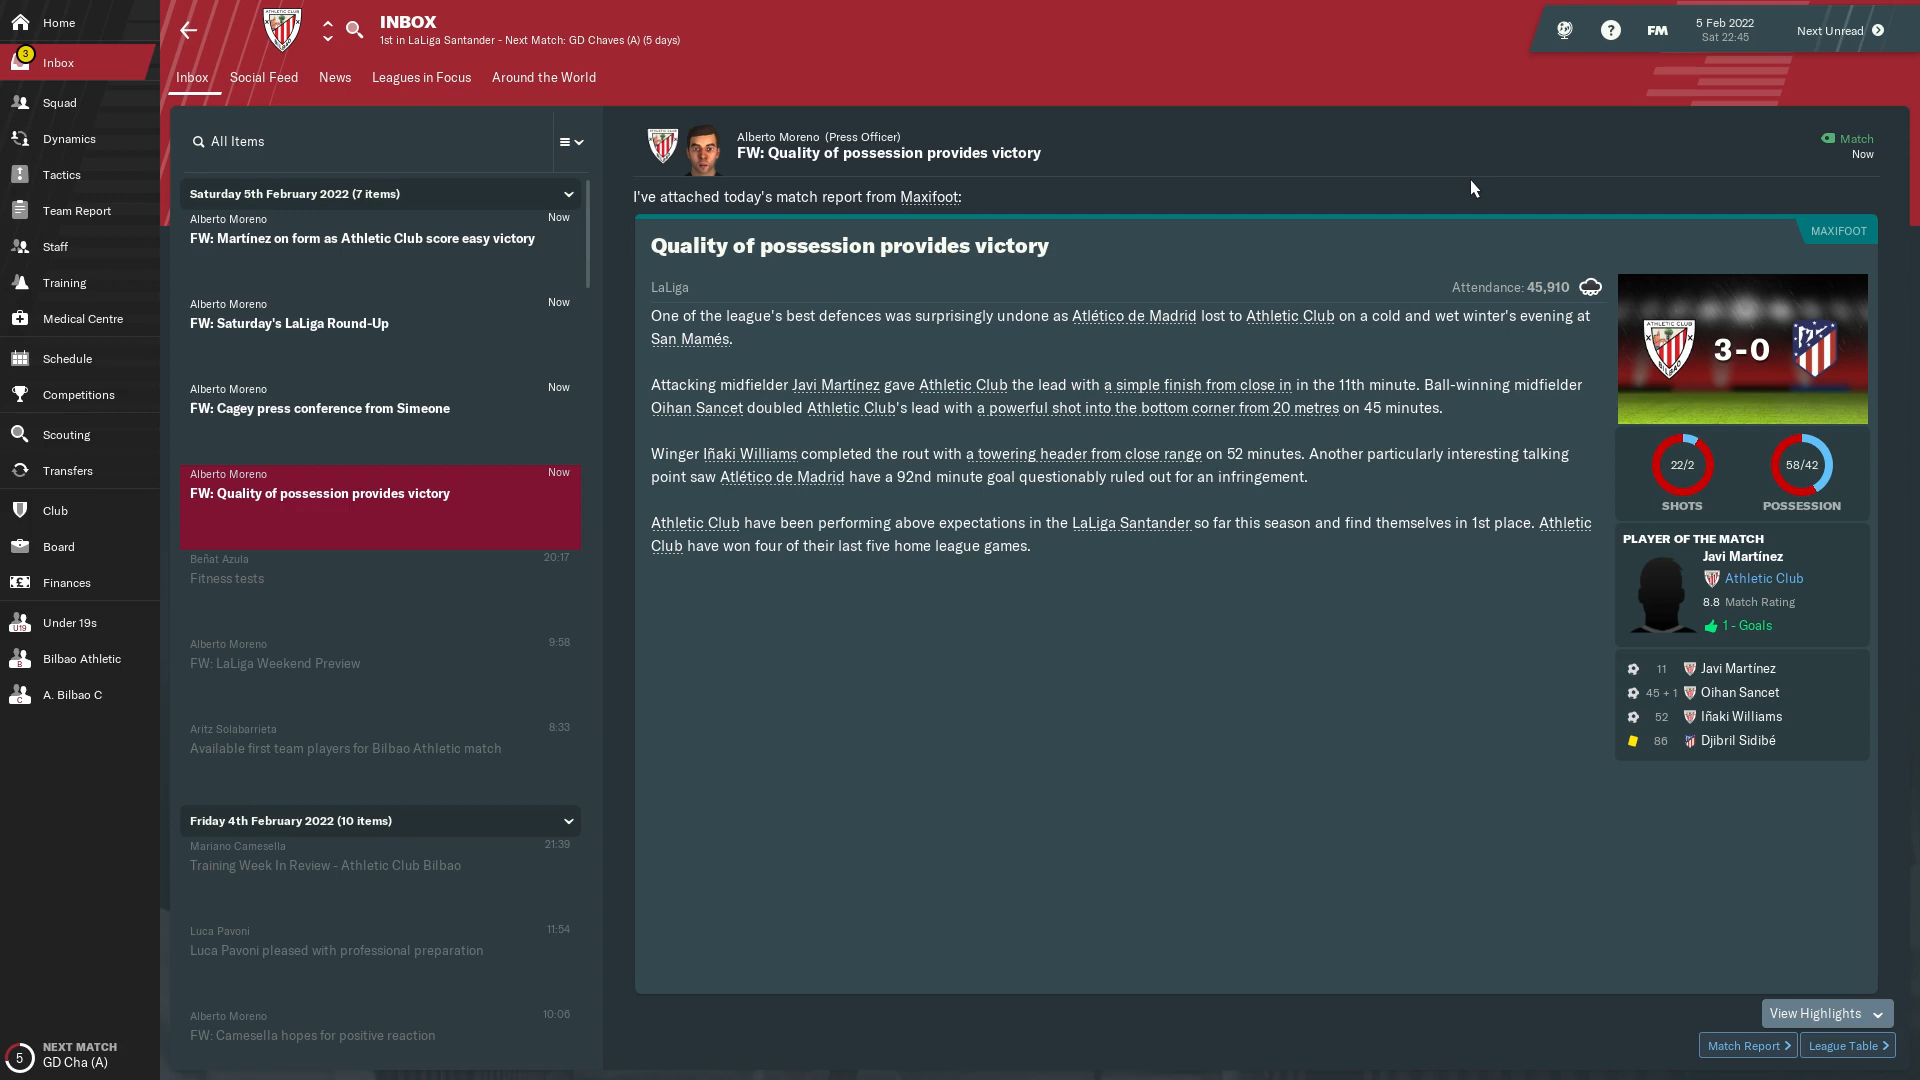 Home
3
Inbox
Squad
Dynamics
Tactics
Team Report
Staff
Training
Medical Centre
Schedule
Competitions
Scouting
Transfers
Club
Board
Finances
U19
Under 19s
B
Bilbao Athletic
C
A. Bilbao C
5
NEXT MATCH
GD Cha (A)
INBOX
1st in LaLiga Santander - Next Match: GD Chaves (A) (5 days)
FM
5 Feb 2022
Sat 22:45
Next Unread
Inbox Social Feed News Leagues in Focus Around the World
All Items
Saturday 5th February 2022 (7 items)
Alberto Moreno Now
FW: Martínez on form as Athletic Club score easy victory
Alberto Moreno Now
FW: Saturday's LaLiga Round-Up
Alberto Moreno Now
FW: Cagey press conference from Simeone
Alberto Moreno Now
FW: Quality of possession provides victory
Beñat Azula 20:17
Fitness tests
Alberto Moreno 9:58
FW: LaLiga Weekend Preview
Aritz Solabarrieta 8:33
Available first team players for Bilbao Athletic match
Friday 4th February 2022 (10 items)
Mariano Camesella 21:39
Training Week In Review - Athletic Club Bilbao
Luca Pavoni 11:54
Luca Pavoni pleased with professional preparation
Alberto Moreno 10:06
FW: Camesella hopes for positive reaction
Alberto Moreno (Press Officer)
FW: Quality of possession provides victory
Match
Now
I've attached today's match report from Maxifoot:
MAXIFOOT
Quality of possession provides victory
LaLiga Attendance: 45,910
One of the league's best defences was surprisingly undone as Atlético de Madrid lost to Athletic Club on a cold and wet winter's evening at
San Mamés.
Attacking midfielder Javi Martínez gave Athletic Club the lead with a simple finish from close in in the 11th minute. Ball-winning midfielder
Oihan Sancet doubled Athletic Club's lead with a powerful shot into the bottom corner from 20 metres on 45 minutes.
Winger Iñaki Williams completed the rout with a towering header from close range on 52 minutes. Another particularly interesting talking
point saw Atlético de Madrid have a 92nd minute goal questionably ruled out for an infringement.
Athletic Club have been performing above expectations in the LaLiga Santander so far this season and find themselves in 1st place. Athletic
Club have won four of their last five home league games.
3-0
22/2 58/42
SHOTS POSSESSION
PLAYER OF THE MATCH
Javi Martínez
Athletic Club
8.8 Match Rating
1 - Goals
11 Javi Martínez
45 + 1 Oihan Sancet
52 Iñaki Williams
86 Djibril Sidibé
View Highlights
Match Report League Table